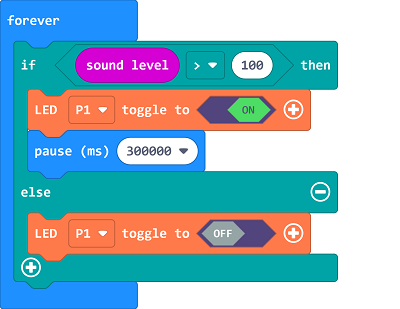 forever
if sound level > 100 then
LED P1 toggle to ON
pause (ms) 300000
else
LED P1 toggle to OFF